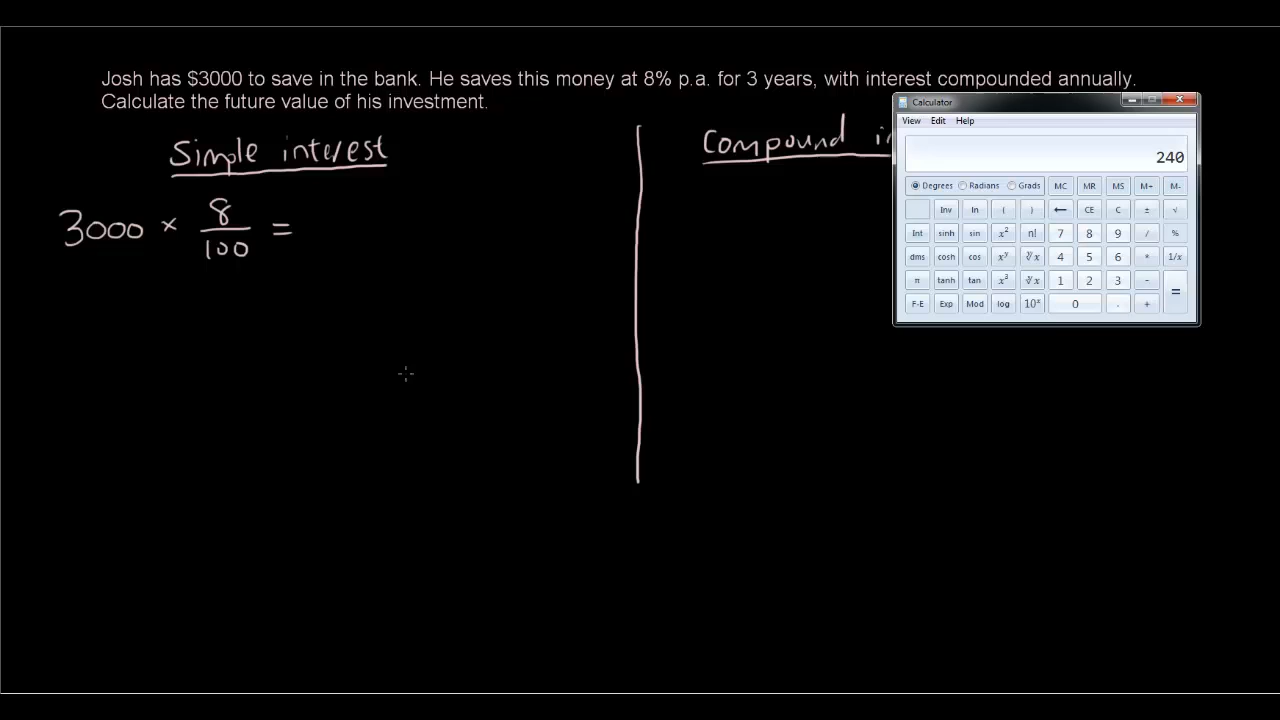 Josh has $3000 to save in the bank. He saves this money at 8% p.a. for 3 years, with interest compounded annually.
Calculate the future value of his investment.
Simple interest
3000 × 8/100 =
Compound i
Calculator
View Edit Help
240
Degrees Radians Grads MC MR MS M+ M-
Inv ln ( ) ← CE C ± √
Int sinh sin x² n! 7 8 9 / %
dms cosh cos xʸ ʸ√x 4 5 6 * 1/x
π tanh tan x³ ³√x 1 2 3 - =
F-E Exp Mod log 10ˣ 0 . +